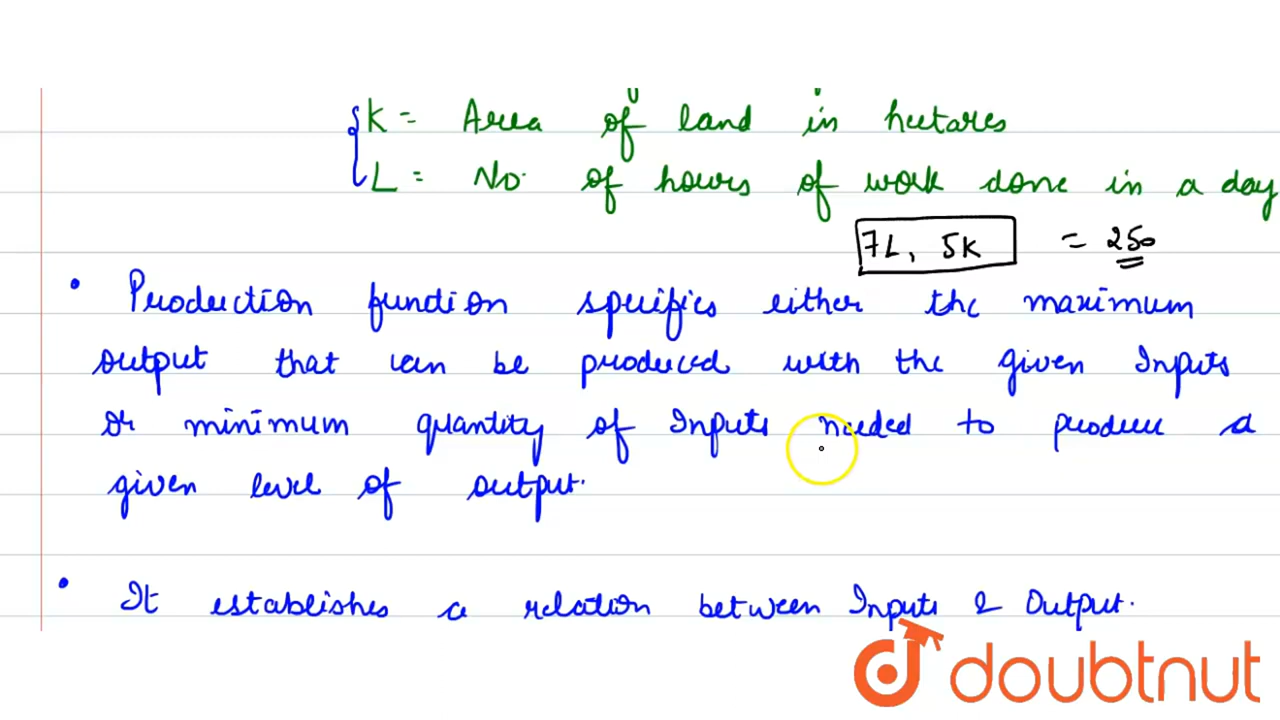 K = Area of land in hectares
L = No. of hours of work done in a day
7L, 5K = 250
• Production function specifies either the maximum
output that can be produced with the given Inputs
or minimum quantity of Inputs needed to produce a
given level of output.
• It establishes a relation between Inputs & Output.
doubtnut